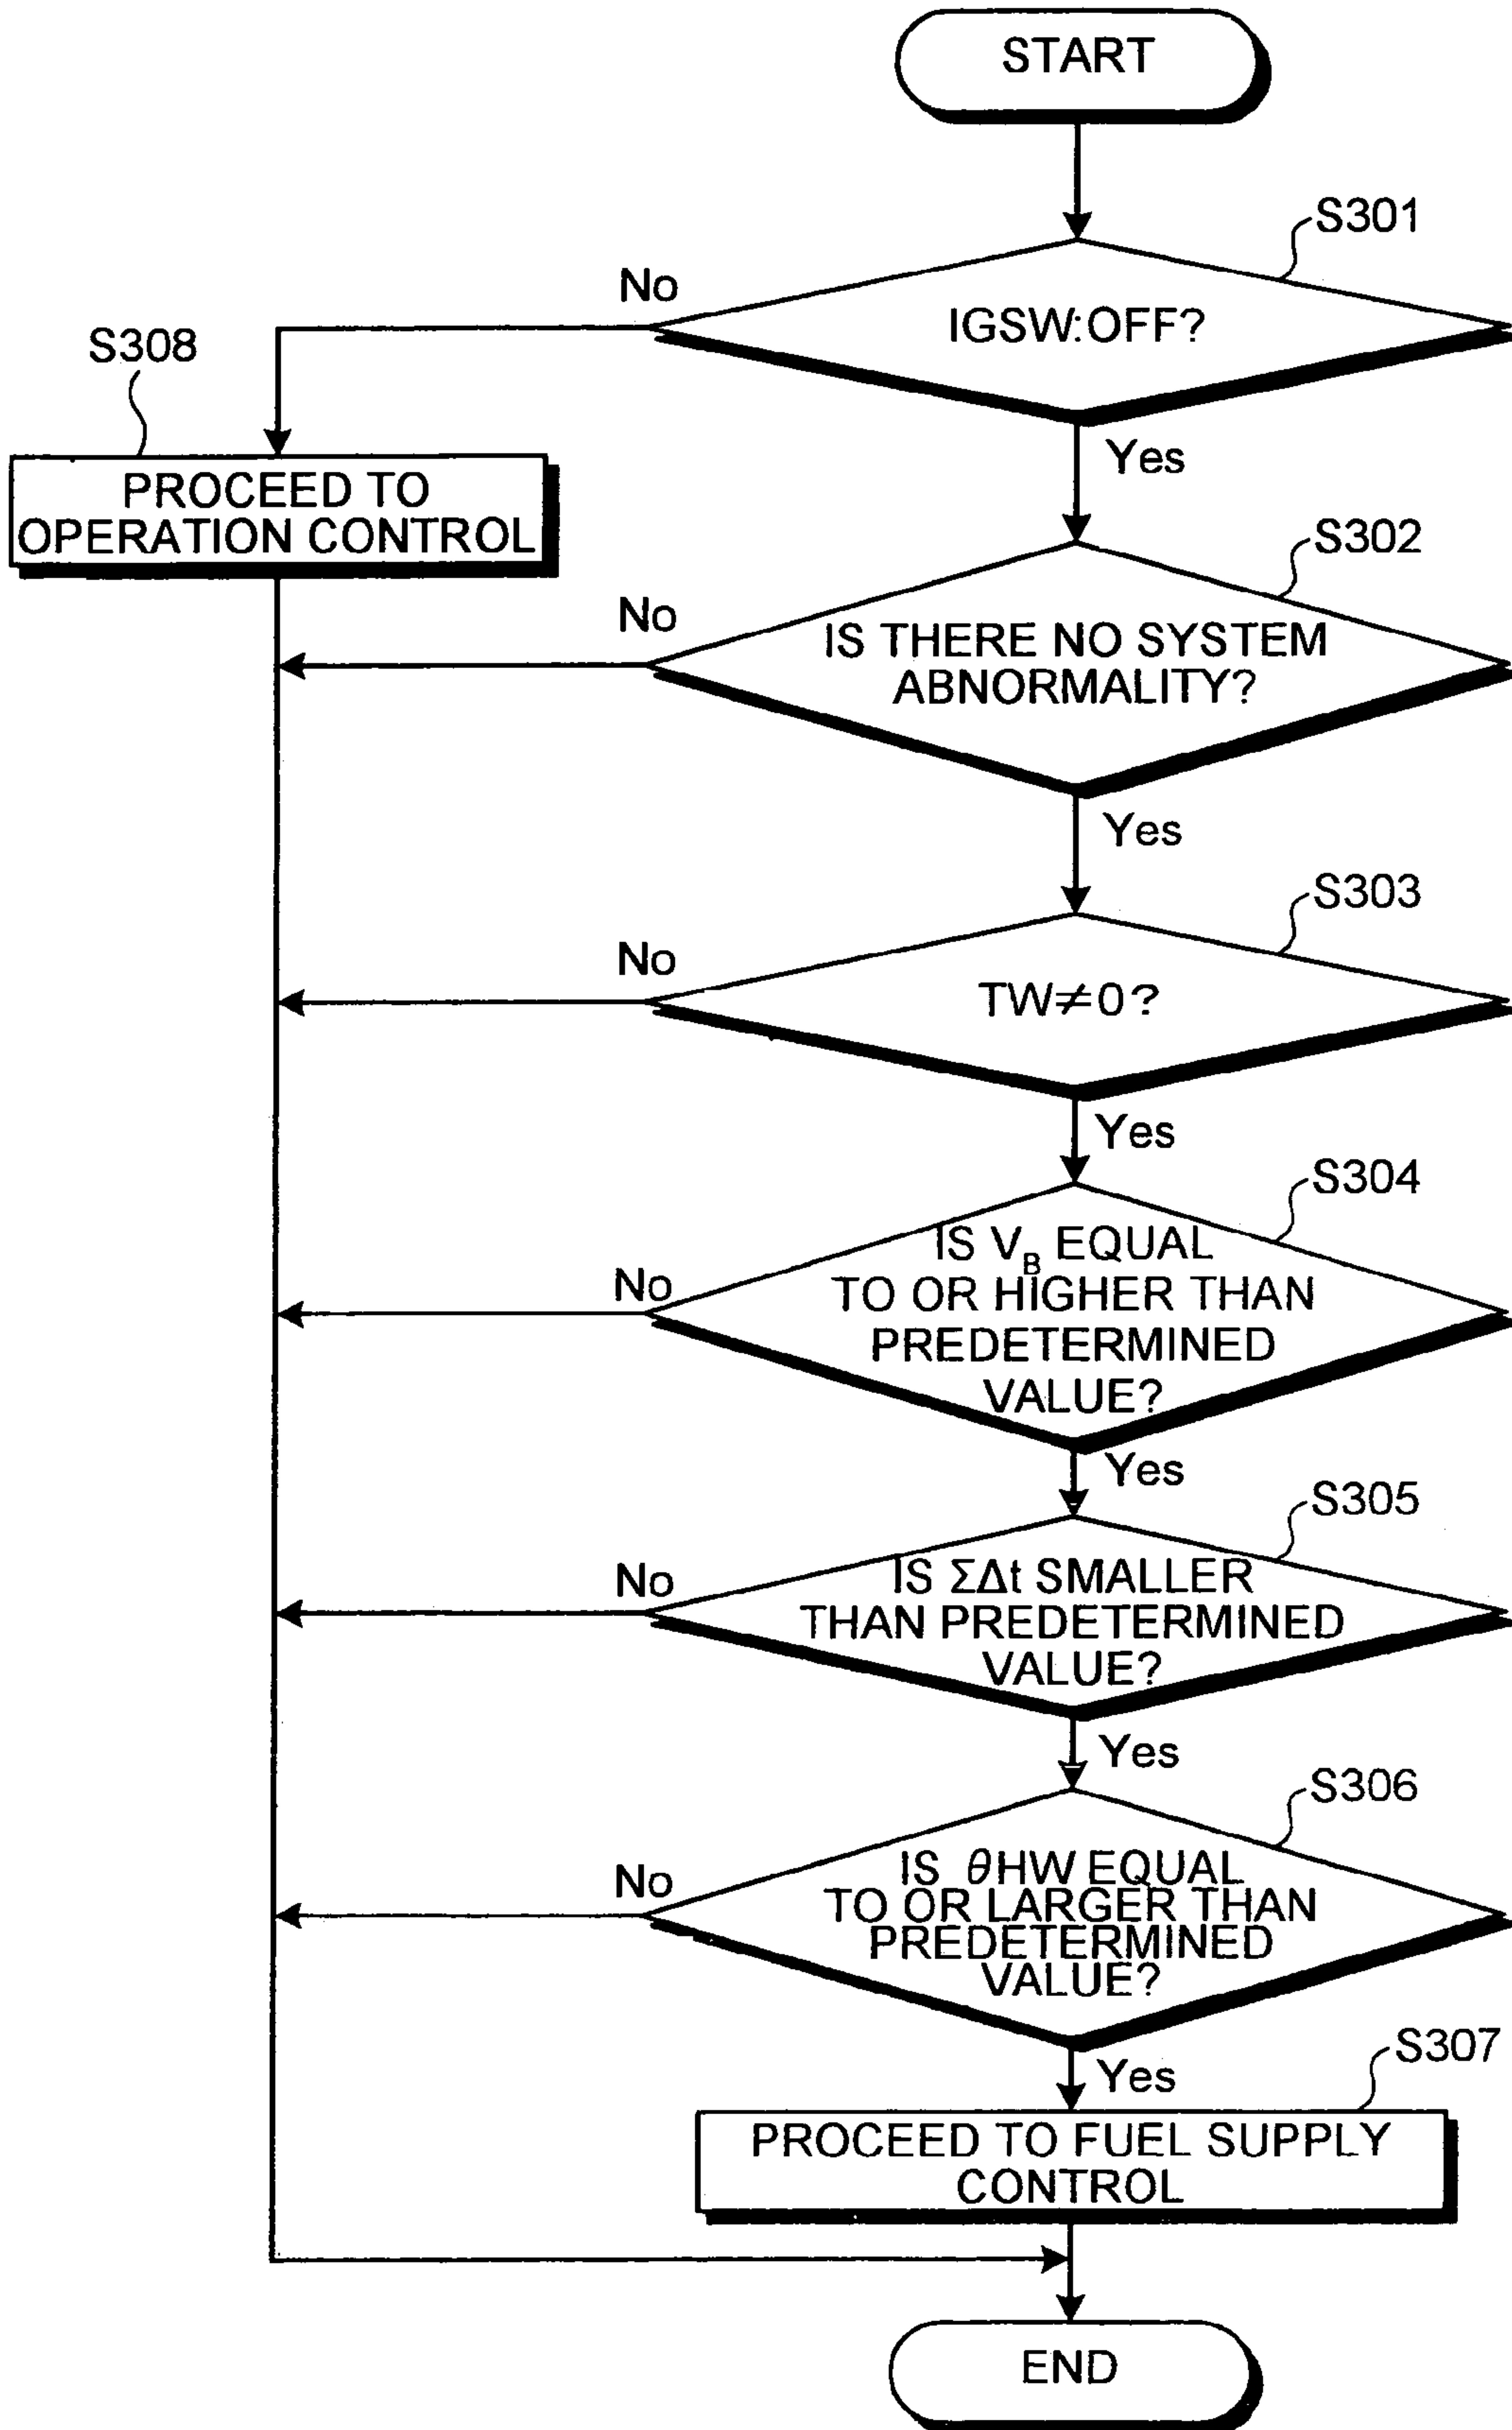 START
S301
No
IGSW:OFF?
S308
Yes
PROCEED TO
OPERATION CONTROL
S302
No
IS THERE NO SYSTEM
ABNORMALITY?
Yes
S303
No
TW≠0?
Yes
S304
No
IS V_B EQUAL
TO OR HIGHER THAN
PREDETERMINED
VALUE?
Yes
S305
No
IS ΣΔt SMALLER
THAN PREDETERMINED
VALUE?
Yes
S306
No
IS θHW EQUAL
TO OR LARGER THAN
PREDETERMINED
VALUE?
S307
Yes
PROCEED TO FUEL SUPPLY
CONTROL
END